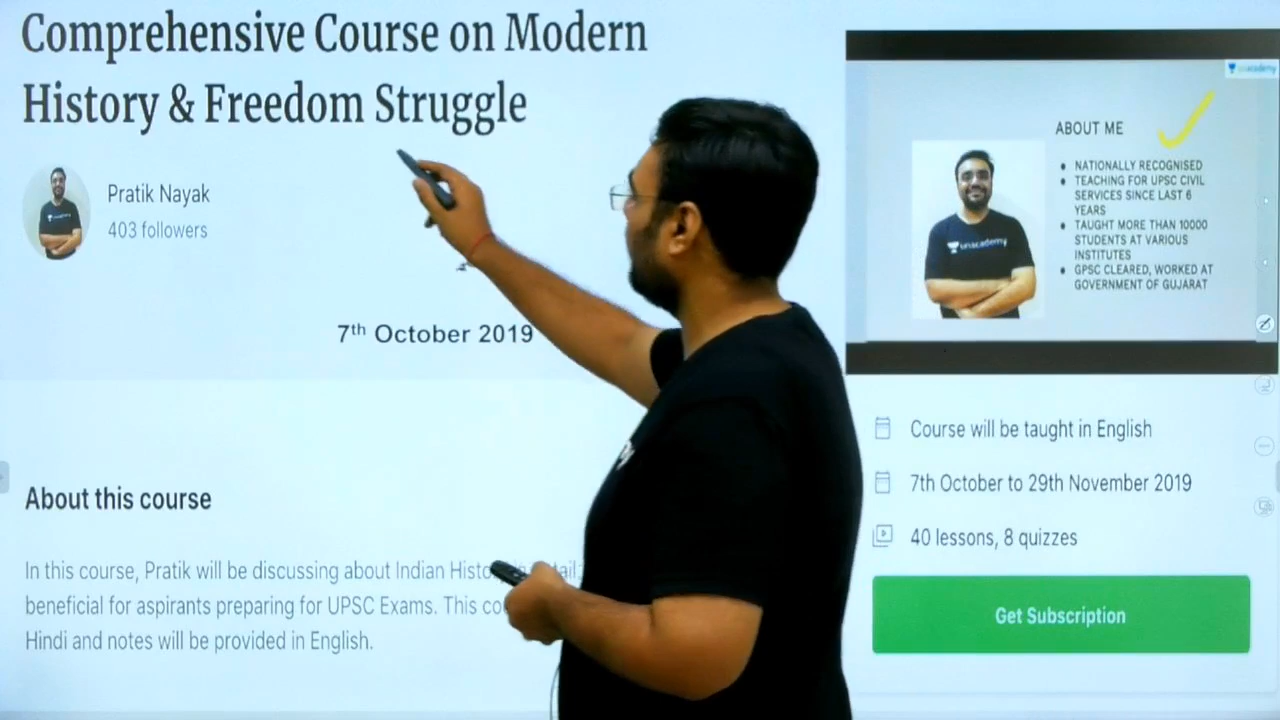 Comprehensive Course on Modern
History & Freedom Struggle
Pratik Nayak
403 followers
7th October 2019
About this course
In this course, Pratik will be discussing about Indian
beneficial for aspirants preparing for UPSC Exams. This
Hindi and notes will be provided in English.
unacademy
ABOUT ME
• NATIONALLY RECOGNISED
• TEACHING FOR UPSC CIVIL
SERVICES SINCE LAST 6
YEARS
• TAUGHT MORE THAN 10000
STUDENTS AT VARIOUS
INSTITUTES
• GPSC CLEARED, WORKED AT
GOVERNMENT OF GUJARAT
unacademy
Course will be taught in English
7th October to 29th November 2019
40 lessons, 8 quizzes
Get Subscription